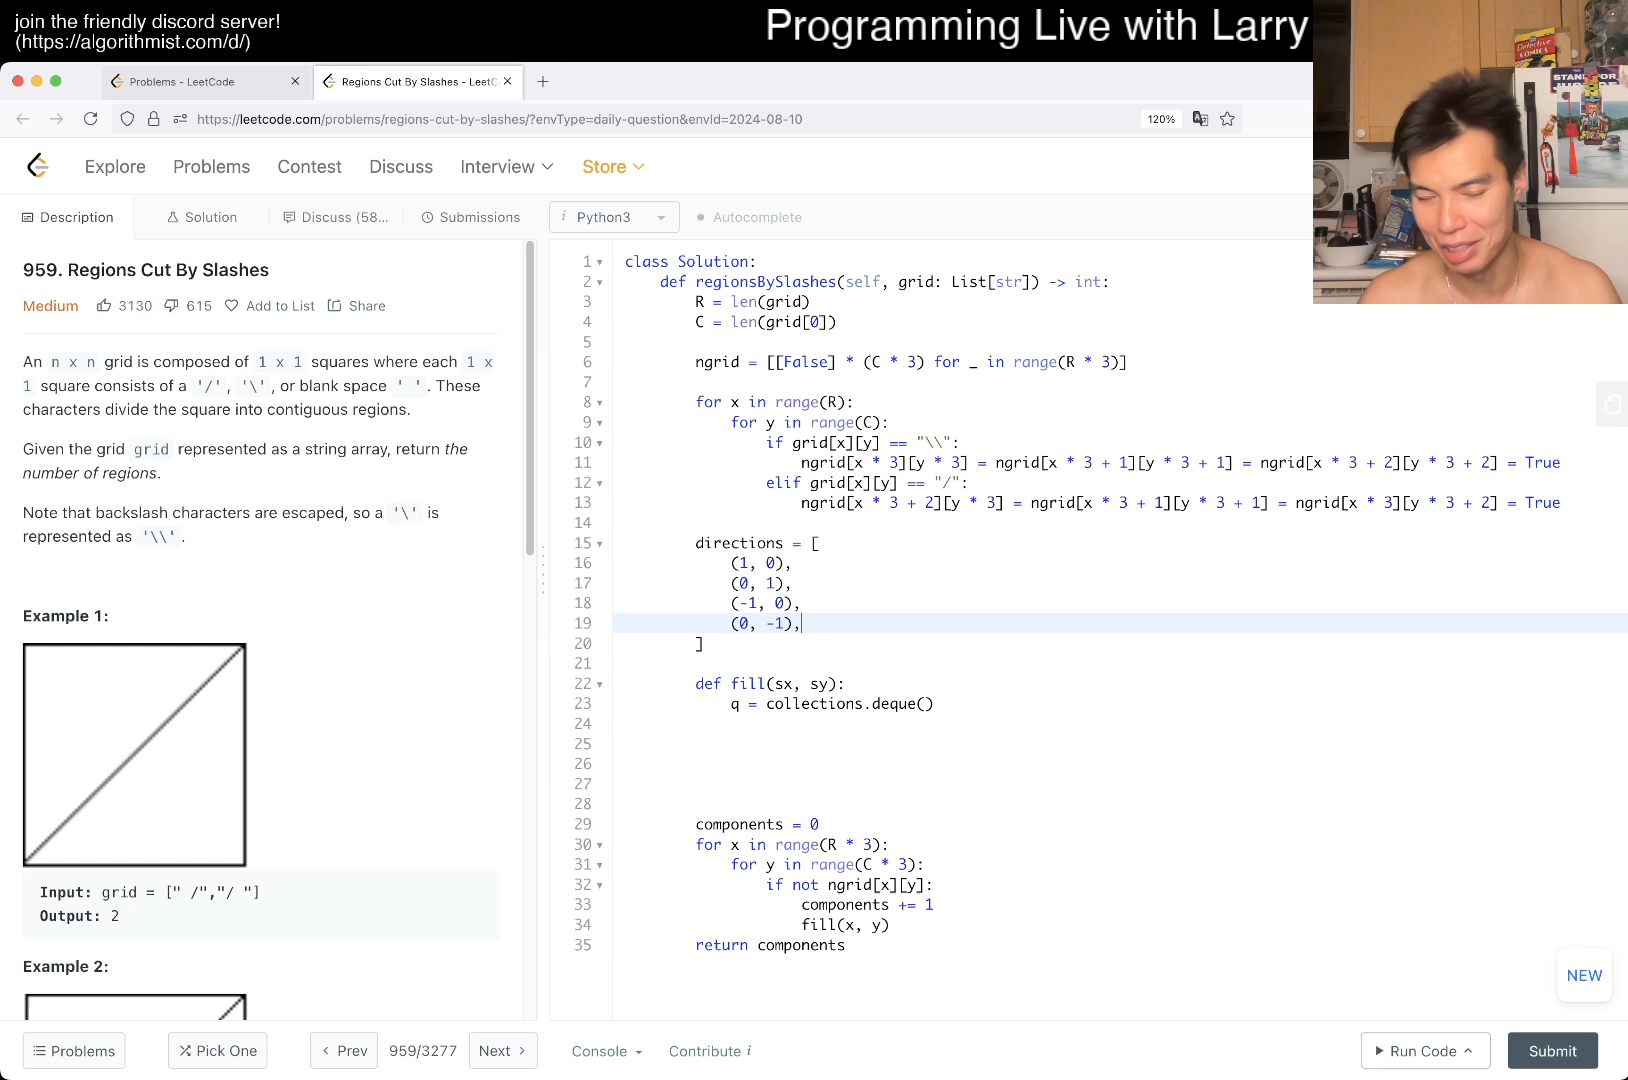 join the friendly discord server!
(https://algorithmist.com/d/)
Programming Live with Larry
Problems - LeetCode
Regions Cut By Slashes - LeetC
https://leetcode.com/problems/regions-cut-by-slashes/?envType=daily-question&envId=2024-08-10
120%
Explore
Problems
Contest
Discuss
Interview
Store
Description
Solution
Discuss (58...
Submissions
i Python3
Autocomplete
959. Regions Cut By Slashes
Medium 3130 615 Add to List Share
An n x n grid is composed of 1 x 1 squares where each 1 x
1 square consists of a '/', '\', or blank space ' '. These
characters divide the square into contiguous regions.
Given the grid grid represented as a string array, return the
number of regions.
Note that backslash characters are escaped, so a '\' is
represented as '\\'.
Example 1:
Input: grid = [" /","/ "]
Output: 2
Example 2:
1 class Solution:
2 def regionsBySlashes(self, grid: List[str]) -> int:
3 R = len(grid)
4 C = len(grid[0])
5
6 ngrid = [[False] * (C * 3) for _ in range(R * 3)]
7
8 for x in range(R):
9 for y in range(C):
10 if grid[x][y] == "\\":
11 ngrid[x * 3][y * 3] = ngrid[x * 3 + 1][y * 3 + 1] = ngrid[x * 3 + 2][y * 3 + 2] = True
12 elif grid[x][y] == "/":
13 ngrid[x * 3 + 2][y * 3] = ngrid[x * 3 + 1][y * 3 + 1] = ngrid[x * 3][y * 3 + 2] = True
14
15 directions = [
16 (1, 0),
17 (0, 1),
18 (-1, 0),
19 (0, -1),
20 ]
21
22 def fill(sx, sy):
23 q = collections.deque()
24
25
26
27
28
29 components = 0
30 for x in range(R * 3):
31 for y in range(C * 3):
32 if not ngrid[x][y]:
33 components += 1
34 fill(x, y)
35 return components
NEW
Problems
Pick One
Prev
959/3277
Next
Console
Contribute i
Run Code
Submit
Detective
COMICS